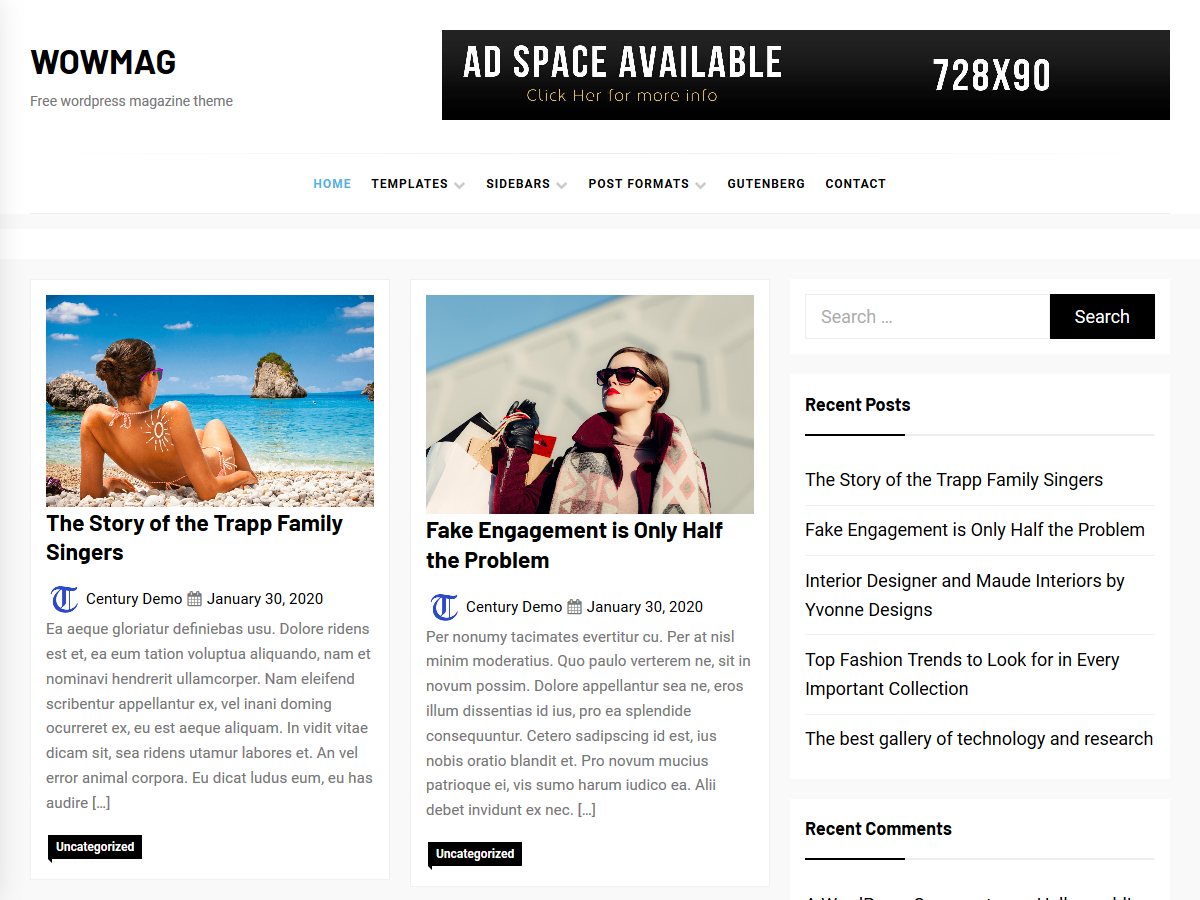 WOWMAG
Free wordpress magazine theme
AD SPACE AVAILABLE
Click Her for more info
728X90
HOME TEMPLATES SIDEBARS POST FORMATS GUTENBERG CONTACT
The Story of the Trapp Family
Singers
Century Demo January 30, 2020
Ea aeque gloriatur definiebas usu. Dolore ridens
est et, ea eum tation voluptua aliquando, nam et
nominavi hendrerit ullamcorper. Nam eleifend
scribentur appellantur ex, vel inani doming
ocurreret ex, eu est aeque aliquam. In vidit vitae
dicam sit, sea ridens utamur labores et. An vel
error animal corpora. Eu dicat ludus eum, eu has
audire […]
Uncategorized
Fake Engagement is Only Half
the Problem
Century Demo January 30, 2020
Per nonumy tacimates evertitur cu. Per at nisl
minim moderatius. Quo paulo verterem ne, sit in
novum possim. Dolore appellantur sea ne, eros
illum dissentias id ius, pro ea splendide
consequuntur. Cetero sadipscing id est, ius
nobis oratio blandit et. Pro novum mucius
patrioque ei, vis sumo harum iudico ea. Alii
debet invidunt ex nec. […]
Uncategorized
Search …
Search
Recent Posts
The Story of the Trapp Family Singers
Fake Engagement is Only Half the Problem
Interior Designer and Maude Interiors by
Yvonne Designs
Top Fashion Trends to Look for in Every
Important Collection
The best gallery of technology and research
Recent Comments